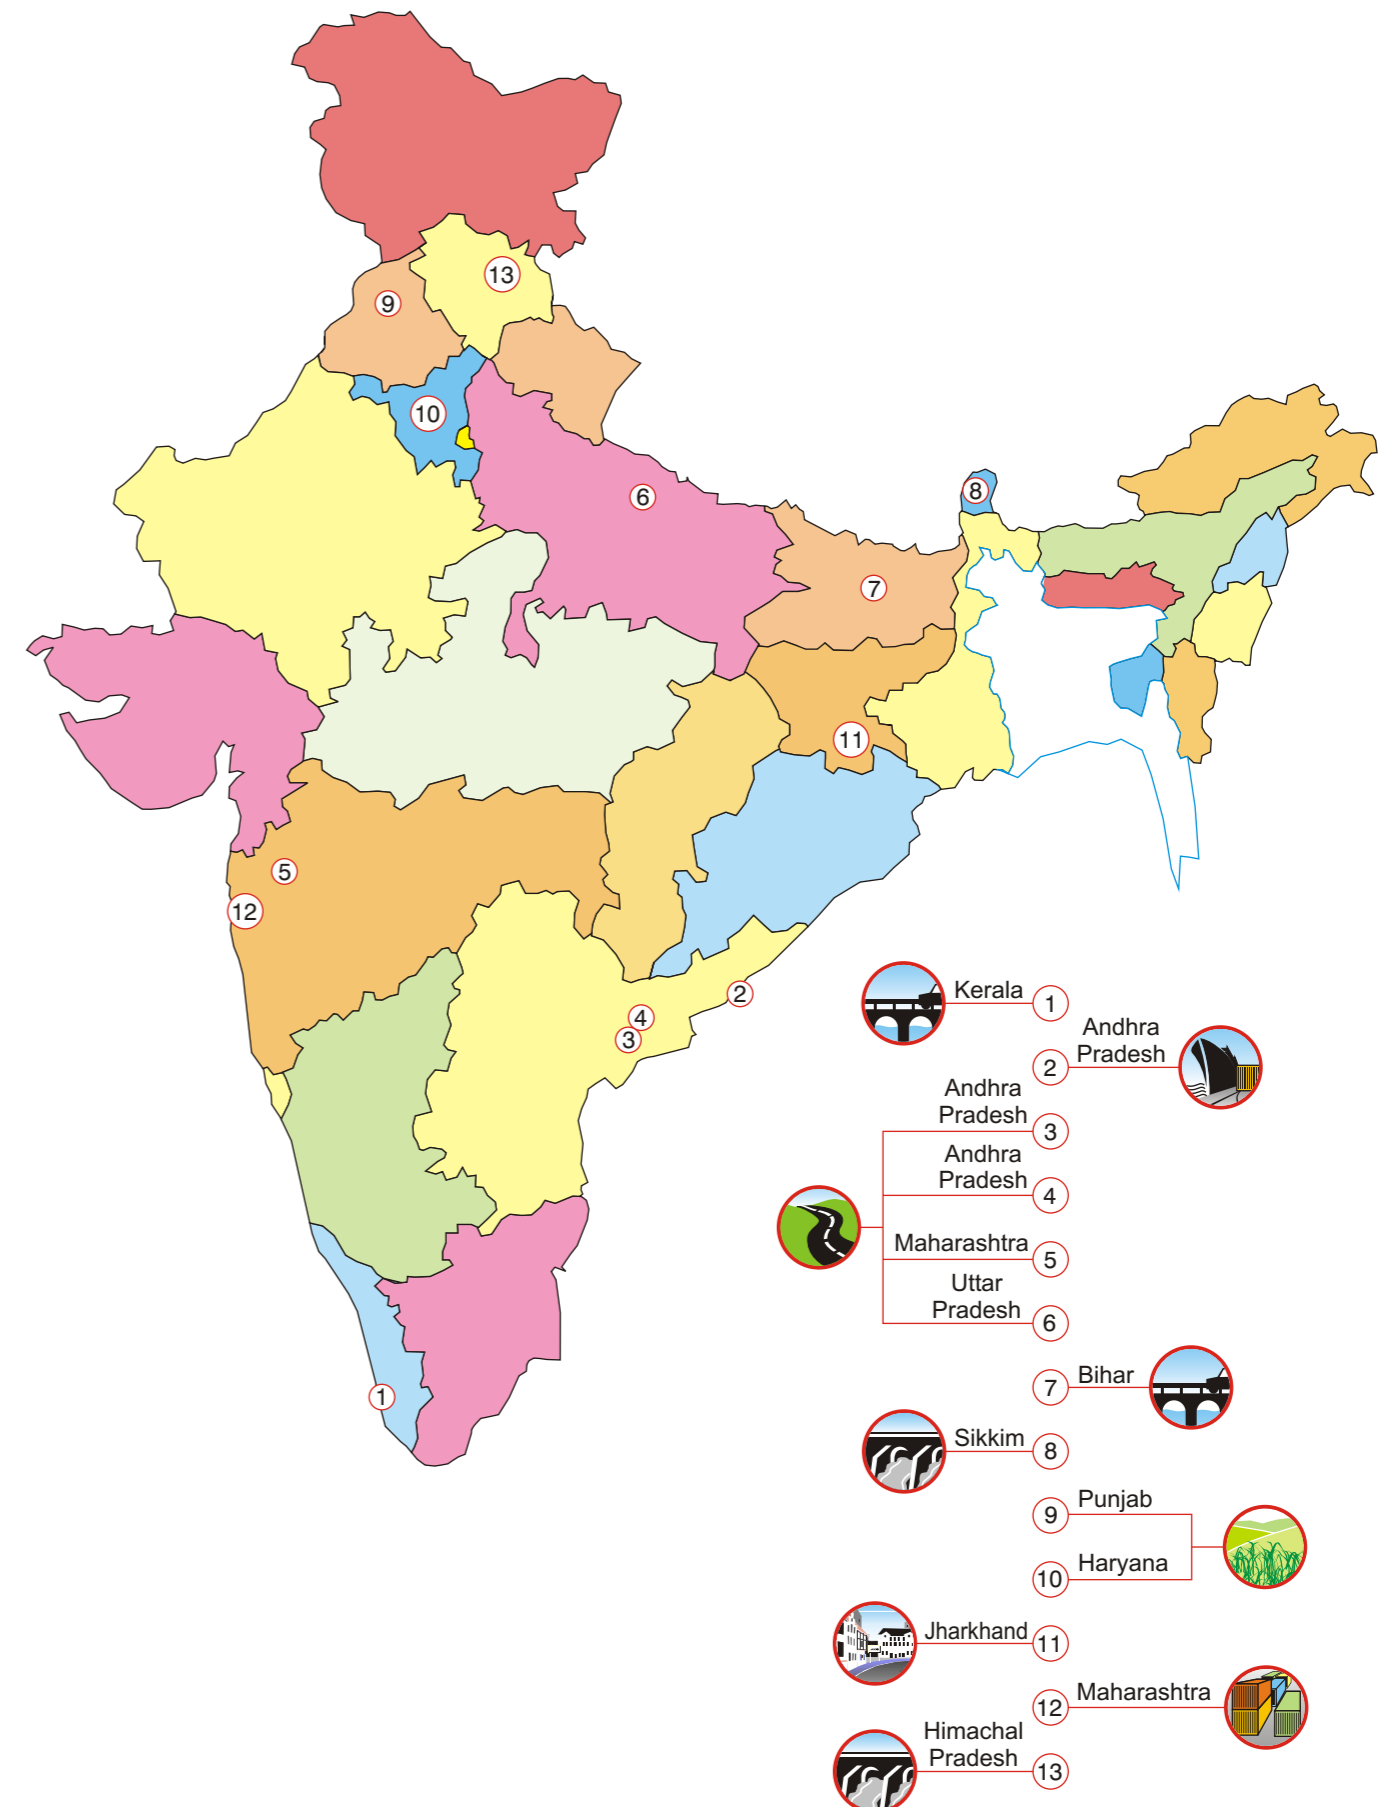 13
9
10
6
8
7
11
5
12
2
4
3
1
Kerala 1
Andhra
Pradesh
2
Andhra
Pradesh
3
Andhra
Pradesh
4
Maharashtra 5
Uttar
Pradesh
6
7 Bihar
Sikkim 8
9 Punjab
10 Haryana
Jharkhand 11
12 Maharashtra
Himachal
Pradesh
13